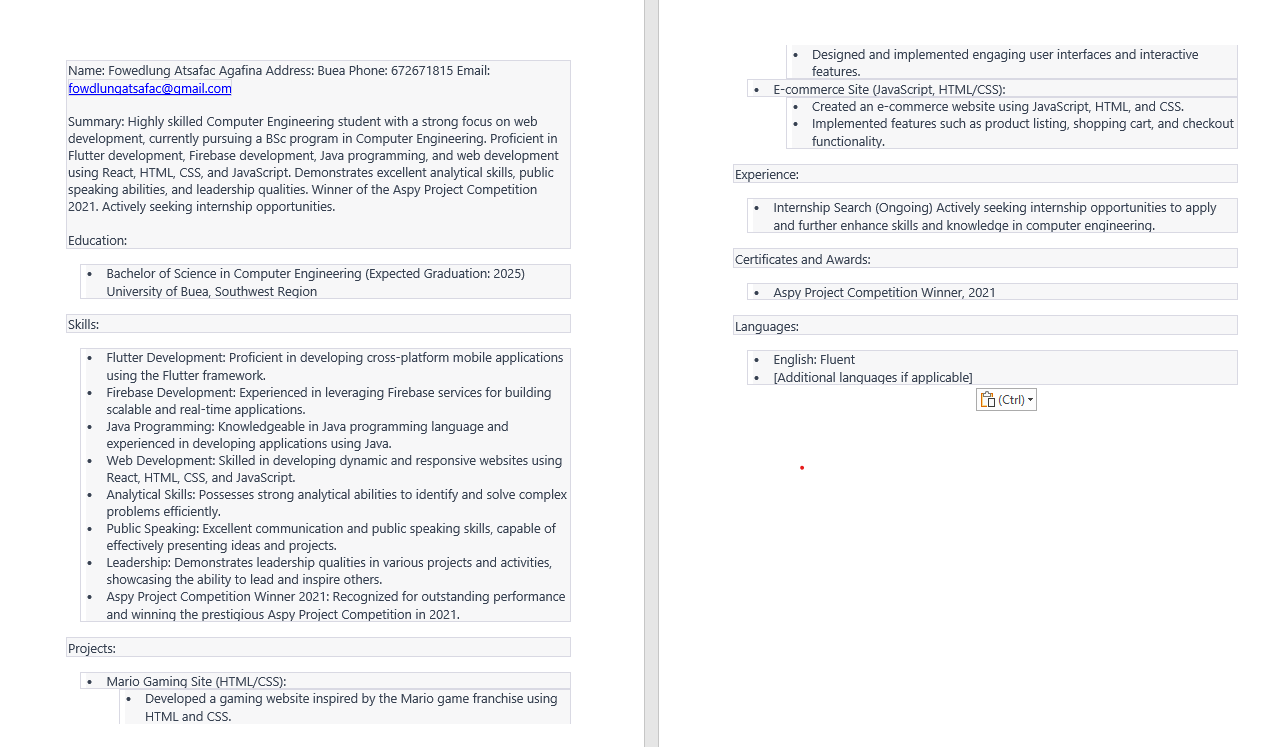 Name: Fowedlung Atsafac Agafina Address: Buea Phone: 672671815 Email:
fowdlungatsafac@gmail.com
Summary: Highly skilled Computer Engineering student with a strong focus on web
development, currently pursuing a BSc program in Computer Engineering. Proficient in
Flutter development, Firebase development, Java programming, and web development
using React, HTML, CSS, and JavaScript. Demonstrates excellent analytical skills, public
speaking abilities, and leadership qualities. Winner of the Aspy Project Competition
2021. Actively seeking internship opportunities.
Education:
• Bachelor of Science in Computer Engineering (Expected Graduation: 2025)
University of Buea, Southwest Region
Skills:
• Flutter Development: Proficient in developing cross-platform mobile applications
using the Flutter framework.
• Firebase Development: Experienced in leveraging Firebase services for building
scalable and real-time applications.
• Java Programming: Knowledgeable in Java programming language and
experienced in developing applications using Java.
• Web Development: Skilled in developing dynamic and responsive websites using
React, HTML, CSS, and JavaScript.
• Analytical Skills: Possesses strong analytical abilities to identify and solve complex
problems efficiently.
• Public Speaking: Excellent communication and public speaking skills, capable of
effectively presenting ideas and projects.
• Leadership: Demonstrates leadership qualities in various projects and activities,
showcasing the ability to lead and inspire others.
• Aspy Project Competition Winner 2021: Recognized for outstanding performance
and winning the prestigious Aspy Project Competition in 2021.
Projects:
• Mario Gaming Site (HTML/CSS):
• Developed a gaming website inspired by the Mario game franchise using
HTML and CSS.
• Designed and implemented engaging user interfaces and interactive
features.
• E-commerce Site (JavaScript, HTML/CSS):
• Created an e-commerce website using JavaScript, HTML, and CSS.
• Implemented features such as product listing, shopping cart, and checkout
functionality.
Experience:
• Internship Search (Ongoing) Actively seeking internship opportunities to apply
and further enhance skills and knowledge in computer engineering.
Certificates and Awards:
• Aspy Project Competition Winner, 2021
Languages:
• English: Fluent
• [Additional languages if applicable]
(Ctrl)